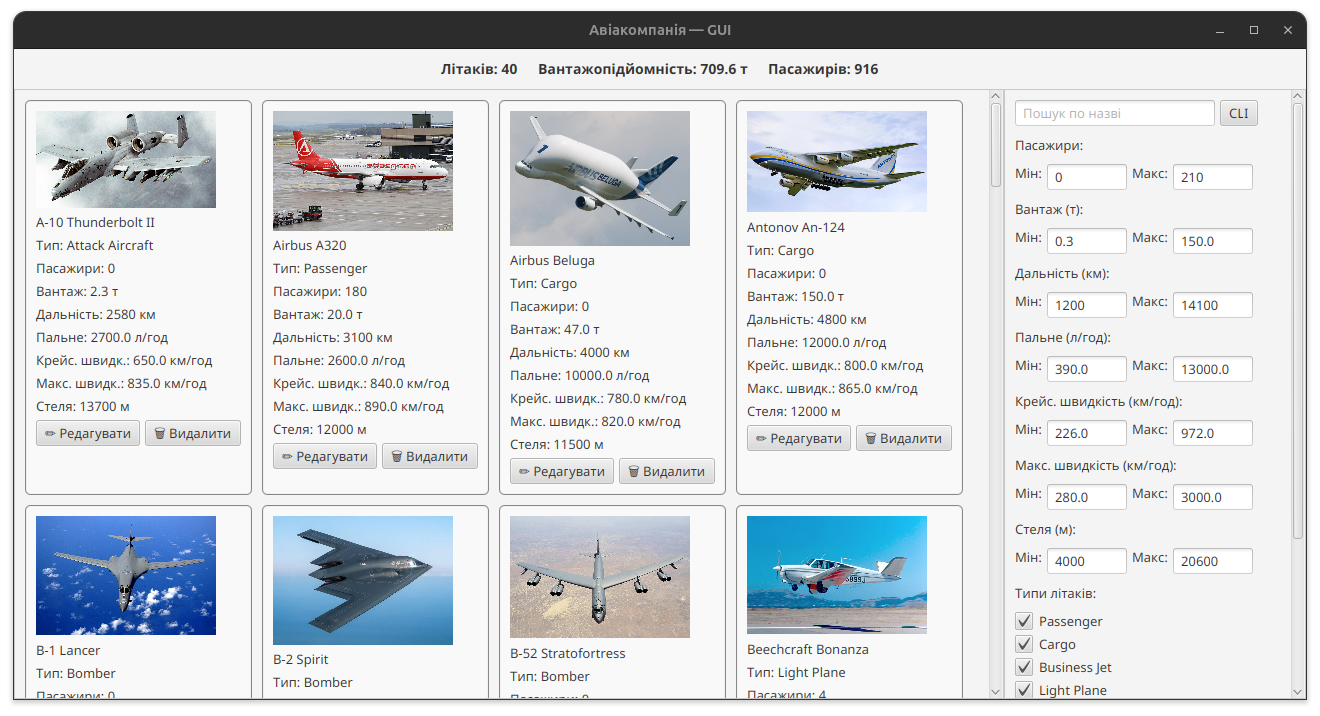 Авіакомпанія — GUI
Літаків: 40 Вантажопідйомність: 709.6 т Пасажирів: 916
A-10 Thunderbolt II
Тип: Attack Aircraft
Пасажири: 0
Вантаж: 2.3 т
Дальність: 2580 км
Пальне: 2700.0 л/год
Крейс. швидк.: 650.0 км/год
Макс. швидк.: 835.0 км/год
Стеля: 13700 м
✏ Редагувати 🗑 Видалити
Airbus A320
Тип: Passenger
Пасажири: 180
Вантаж: 20.0 т
Дальність: 3100 км
Пальне: 2600.0 л/год
Крейс. швидк.: 840.0 км/год
Макс. швидк.: 890.0 км/год
Стеля: 12000 м
✏ Редагувати 🗑 Видалити
BELUGA
Airbus Beluga
Тип: Cargo
Пасажири: 0
Вантаж: 47.0 т
Дальність: 4000 км
Пальне: 10000.0 л/год
Крейс. швидк.: 780.0 км/год
Макс. швидк.: 820.0 км/год
Стеля: 11500 м
✏ Редагувати 🗑 Видалити
Antonov An-124
Тип: Cargo
Пасажири: 0
Вантаж: 150.0 т
Дальність: 4800 км
Пальне: 12000.0 л/год
Крейс. швидк.: 800.0 км/год
Макс. швидк.: 865.0 км/год
Стеля: 12000 м
✏ Редагувати 🗑 Видалити
B-1 Lancer
Тип: Bomber
Пасажири: 0
B-2 Spirit
Тип: Bomber
B-52 Stratofortress
Тип: Bomber
Пасажири: 0
Beechcraft Bonanza
Тип: Light Plane
Пасажири: 4
Пошук по назві CLI
Пасажири:
Мін: 0 Макс: 210
Вантаж (т):
Мін: 0.3 Макс: 150.0
Дальність (км):
Мін: 1200 Макс: 14100
Пальне (л/год):
Мін: 390.0 Макс: 13000.0
Крейс. швидкість (км/год):
Мін: 226.0 Макс: 972.0
Макс. швидкість (км/год):
Мін: 280.0 Макс: 3000.0
Стеля (м):
Мін: 4000 Макс: 20600
Типи літаків:
Passenger
Cargo
Business Jet
Light Plane